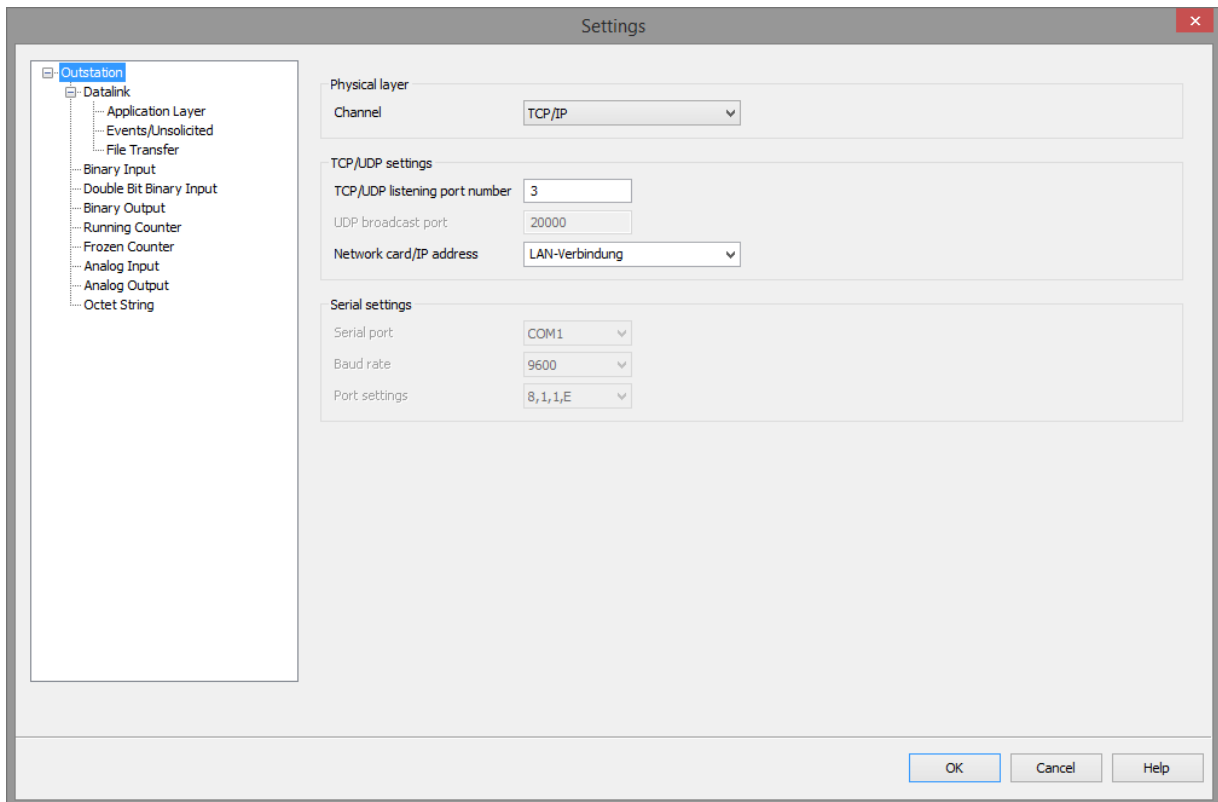 Settings
Outstation
Datalink
Application Layer
Events/Unsolicited
File Transfer
Binary Input
Double Bit Binary Input
Binary Output
Running Counter
Frozen Counter
Analog Input
Analog Output
Octet String
Physical layer
Channel TCP/IP
TCP/UDP settings
TCP/UDP listening port number 3
UDP broadcast port 20000
Network card/IP address LAN-Verbindung
Serial settings
Serial port COM1
Baud rate 9600
Port settings 8,1,1,E
OK Cancel Help